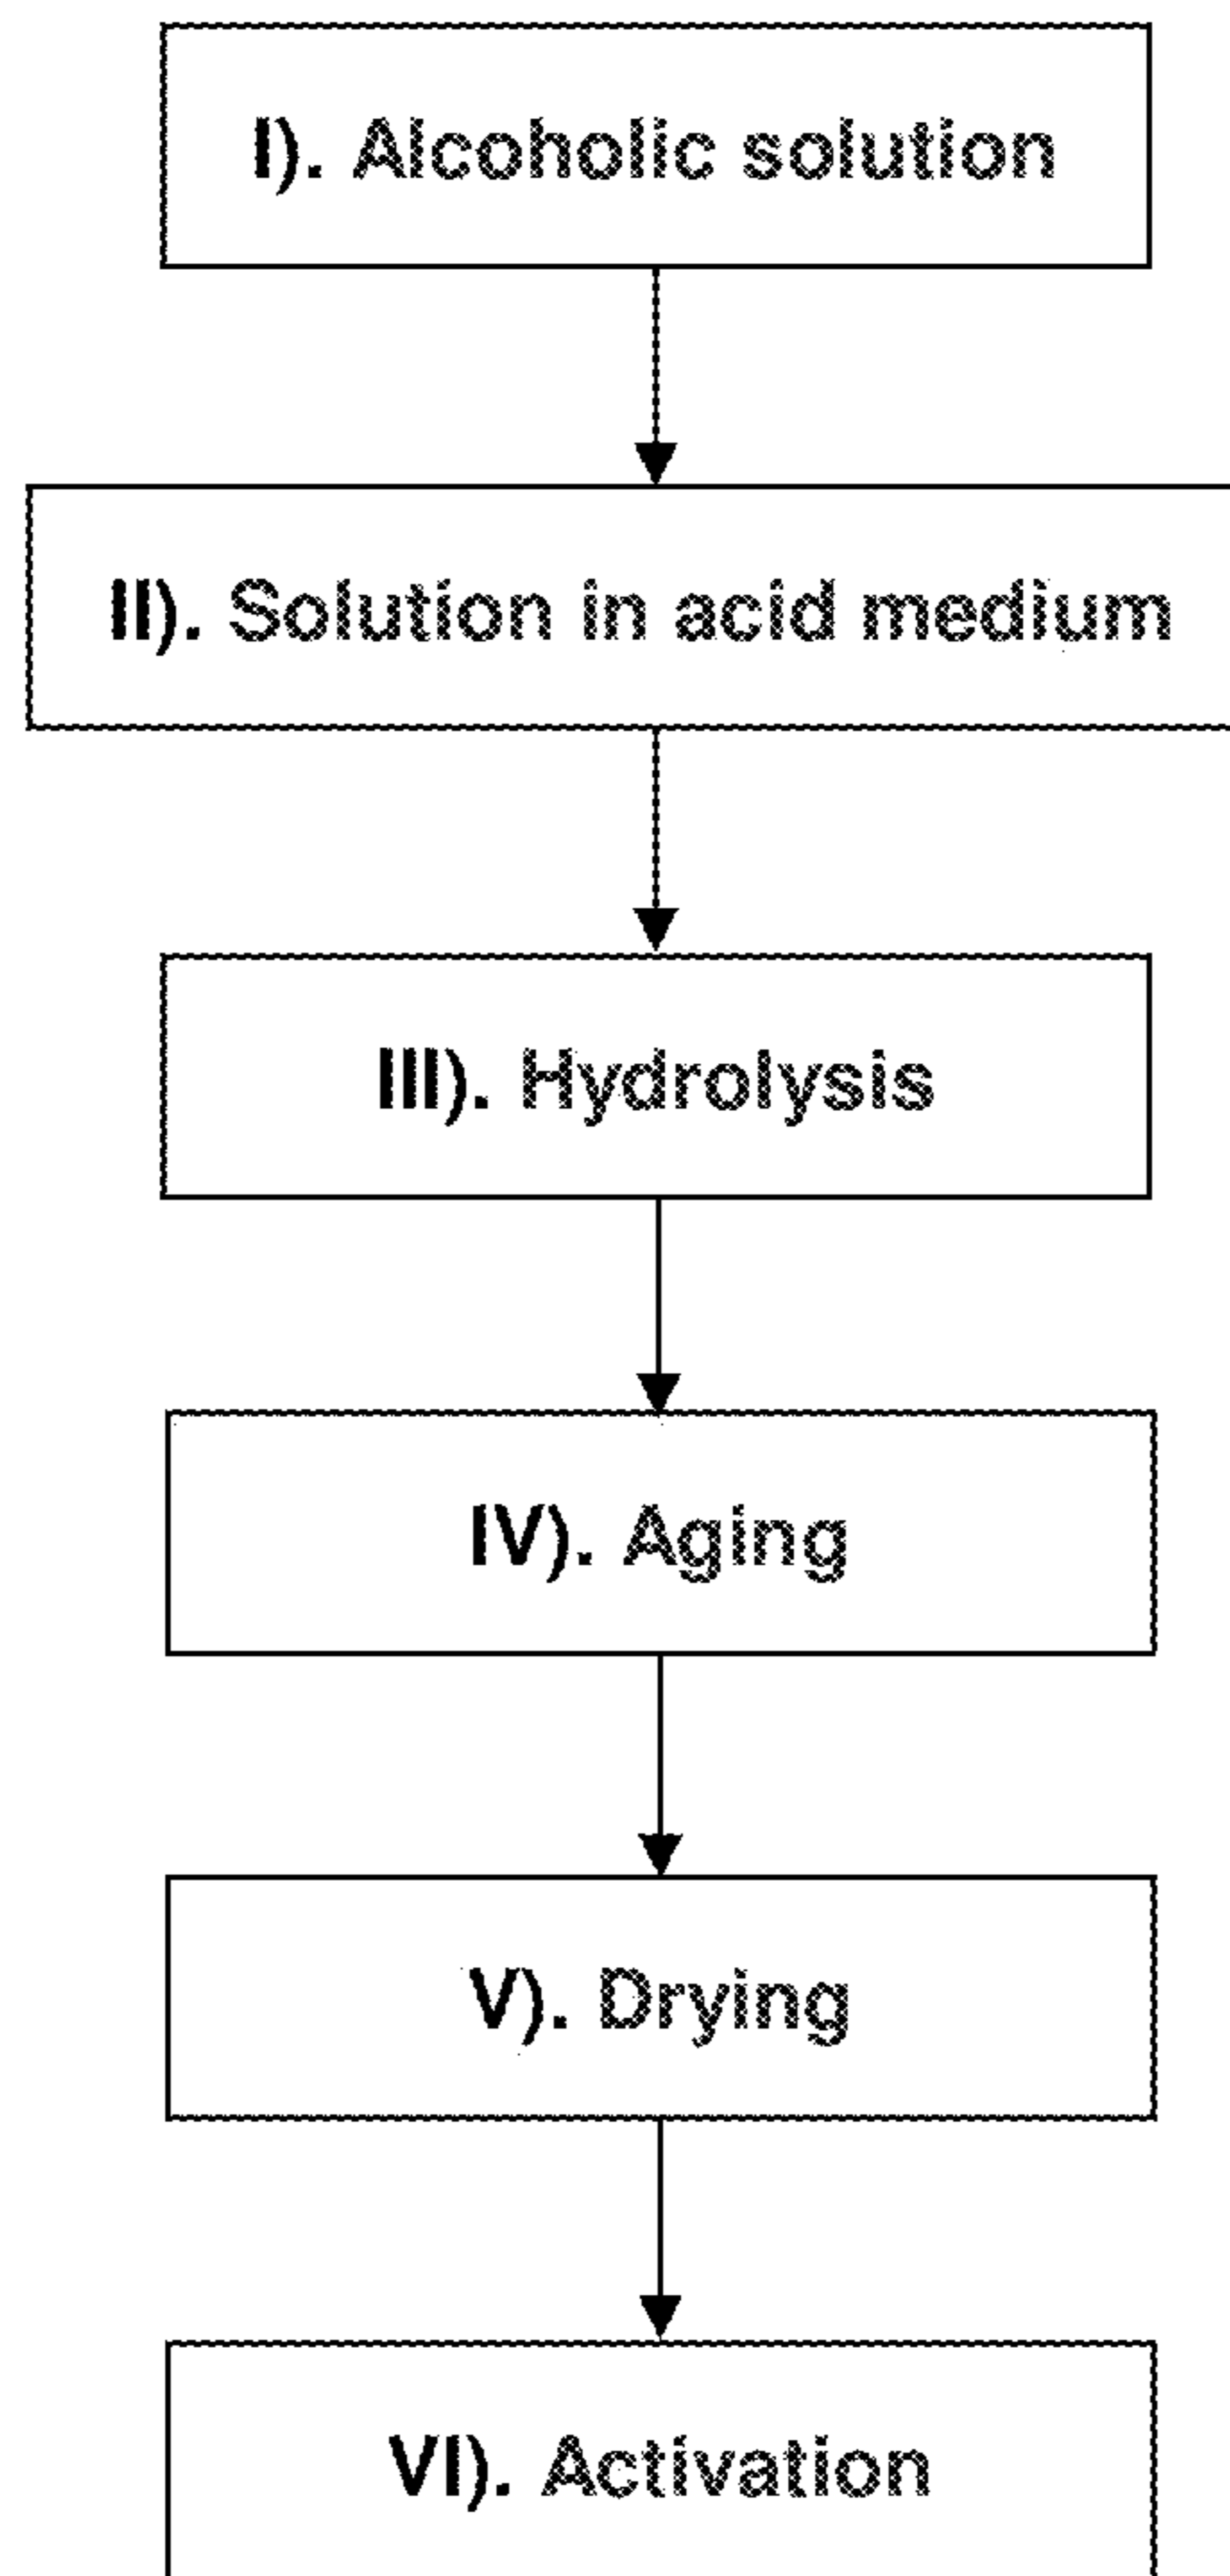 I). Alcoholic solution
II). Solution in acid medium
III). Hydrolysis
IV). Aging
V). Drying
VI). Activation